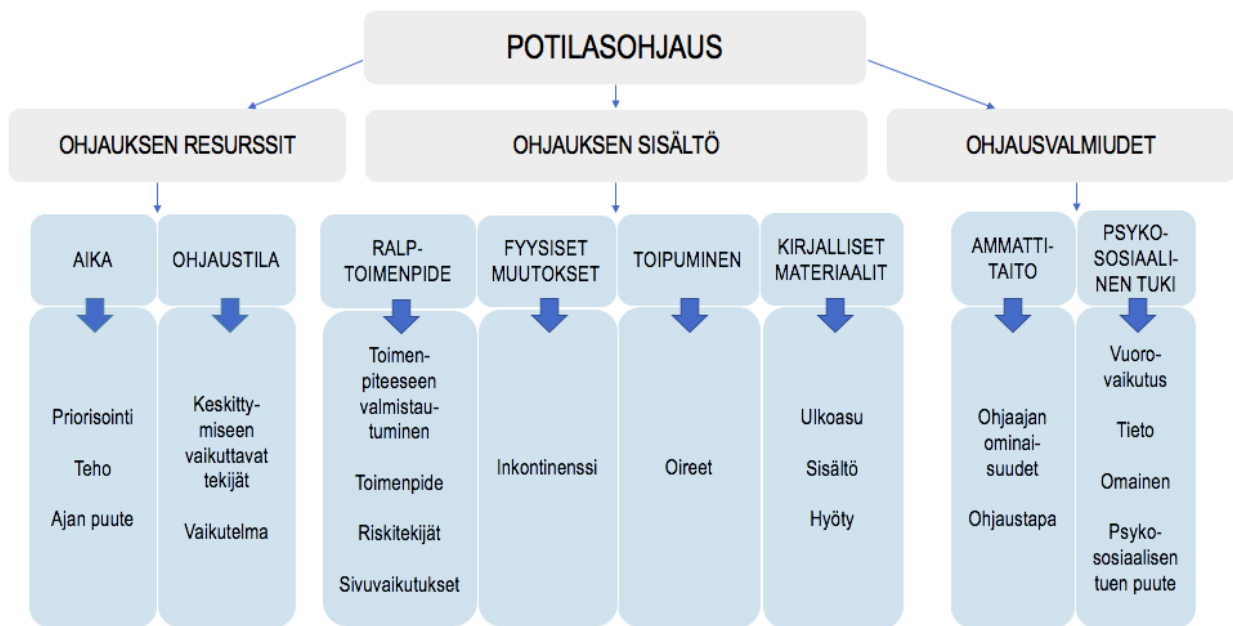 POTILASOHJAUS
OHJAUKSEN RESURSSIT
OHJAUKSEN SISÄLTÖ
OHJAUSVALMIUDET
AIKA
OHJAUSTILA
RALP-
TOIMENPIDE
FYYSISET
MUUTOKSET
TOIPUMINEN
KIRJALLISET
MATERIAALIT
AMMATTI-
TAITO
PSYKO-
SOSIAALI-
NEN TUKI
Priorisointi
Teho
Ajan puute
Keskitty-
miseen
vaikuttavat
tekijät
Vaikutelma
Toimen-
piteeseen
valmistau-
tuminen
Toimenpide
Riskitekijät
Sivuvaikutukset
Inkontinenssi
Oireet
Ulkoasu
Sisältö
Hyöty
Ohjaajan
ominai-
suudet
Ohjaustapa
Vuoro-
vaikutus
Tieto
Omainen
Psyko-
sosiaalisen
tuen puute